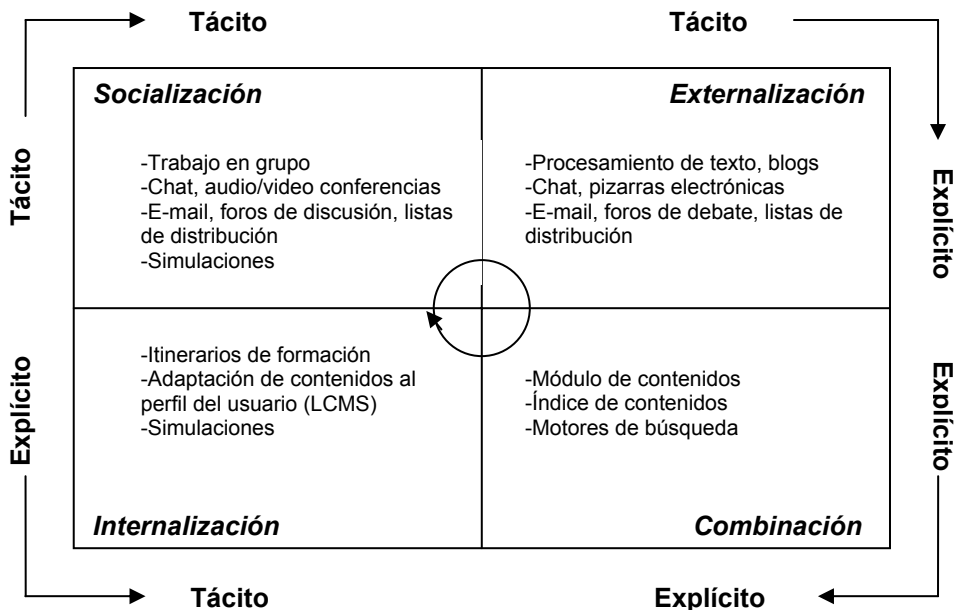 Tácito
Tácito
Tácito
Explícito
Socialización
-Trabajo en grupo
-Chat, audio/video conferencias
-E-mail, foros de discusión, listas
de distribución
-Simulaciones
Externalización
-Procesamiento de texto, blogs
-Chat, pizarras electrónicas
-E-mail, foros de debate, listas de
distribución
Explícito
-Itinerarios de formación
-Adaptación de contenidos al
perfil del usuario (LCMS)
-Simulaciones
Internalización
-Módulo de contenidos
-Índice de contenidos
-Motores de búsqueda
Combinación
Explícito
Tácito
Explícito